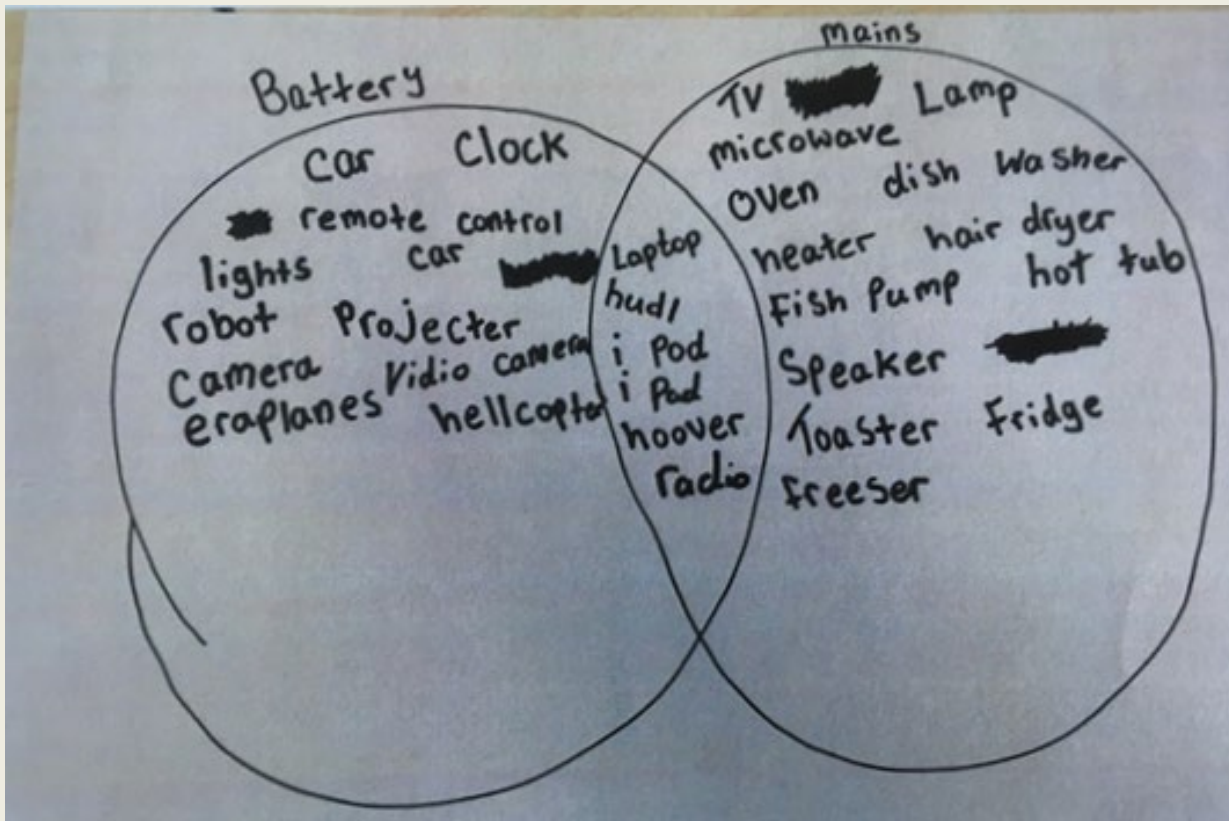 Battery
Car Clock
remote control
lights car
robot Projecter
Camera Vidio camera
eraplanes hellcopter
Laptop
hudl
i Pod
i Pad
hoover
radio
mains
TV Lamp
microwave
oven dish washer
heater hair dryer
Fish Pump hot tub
Speaker
Toaster Fridge
freeser